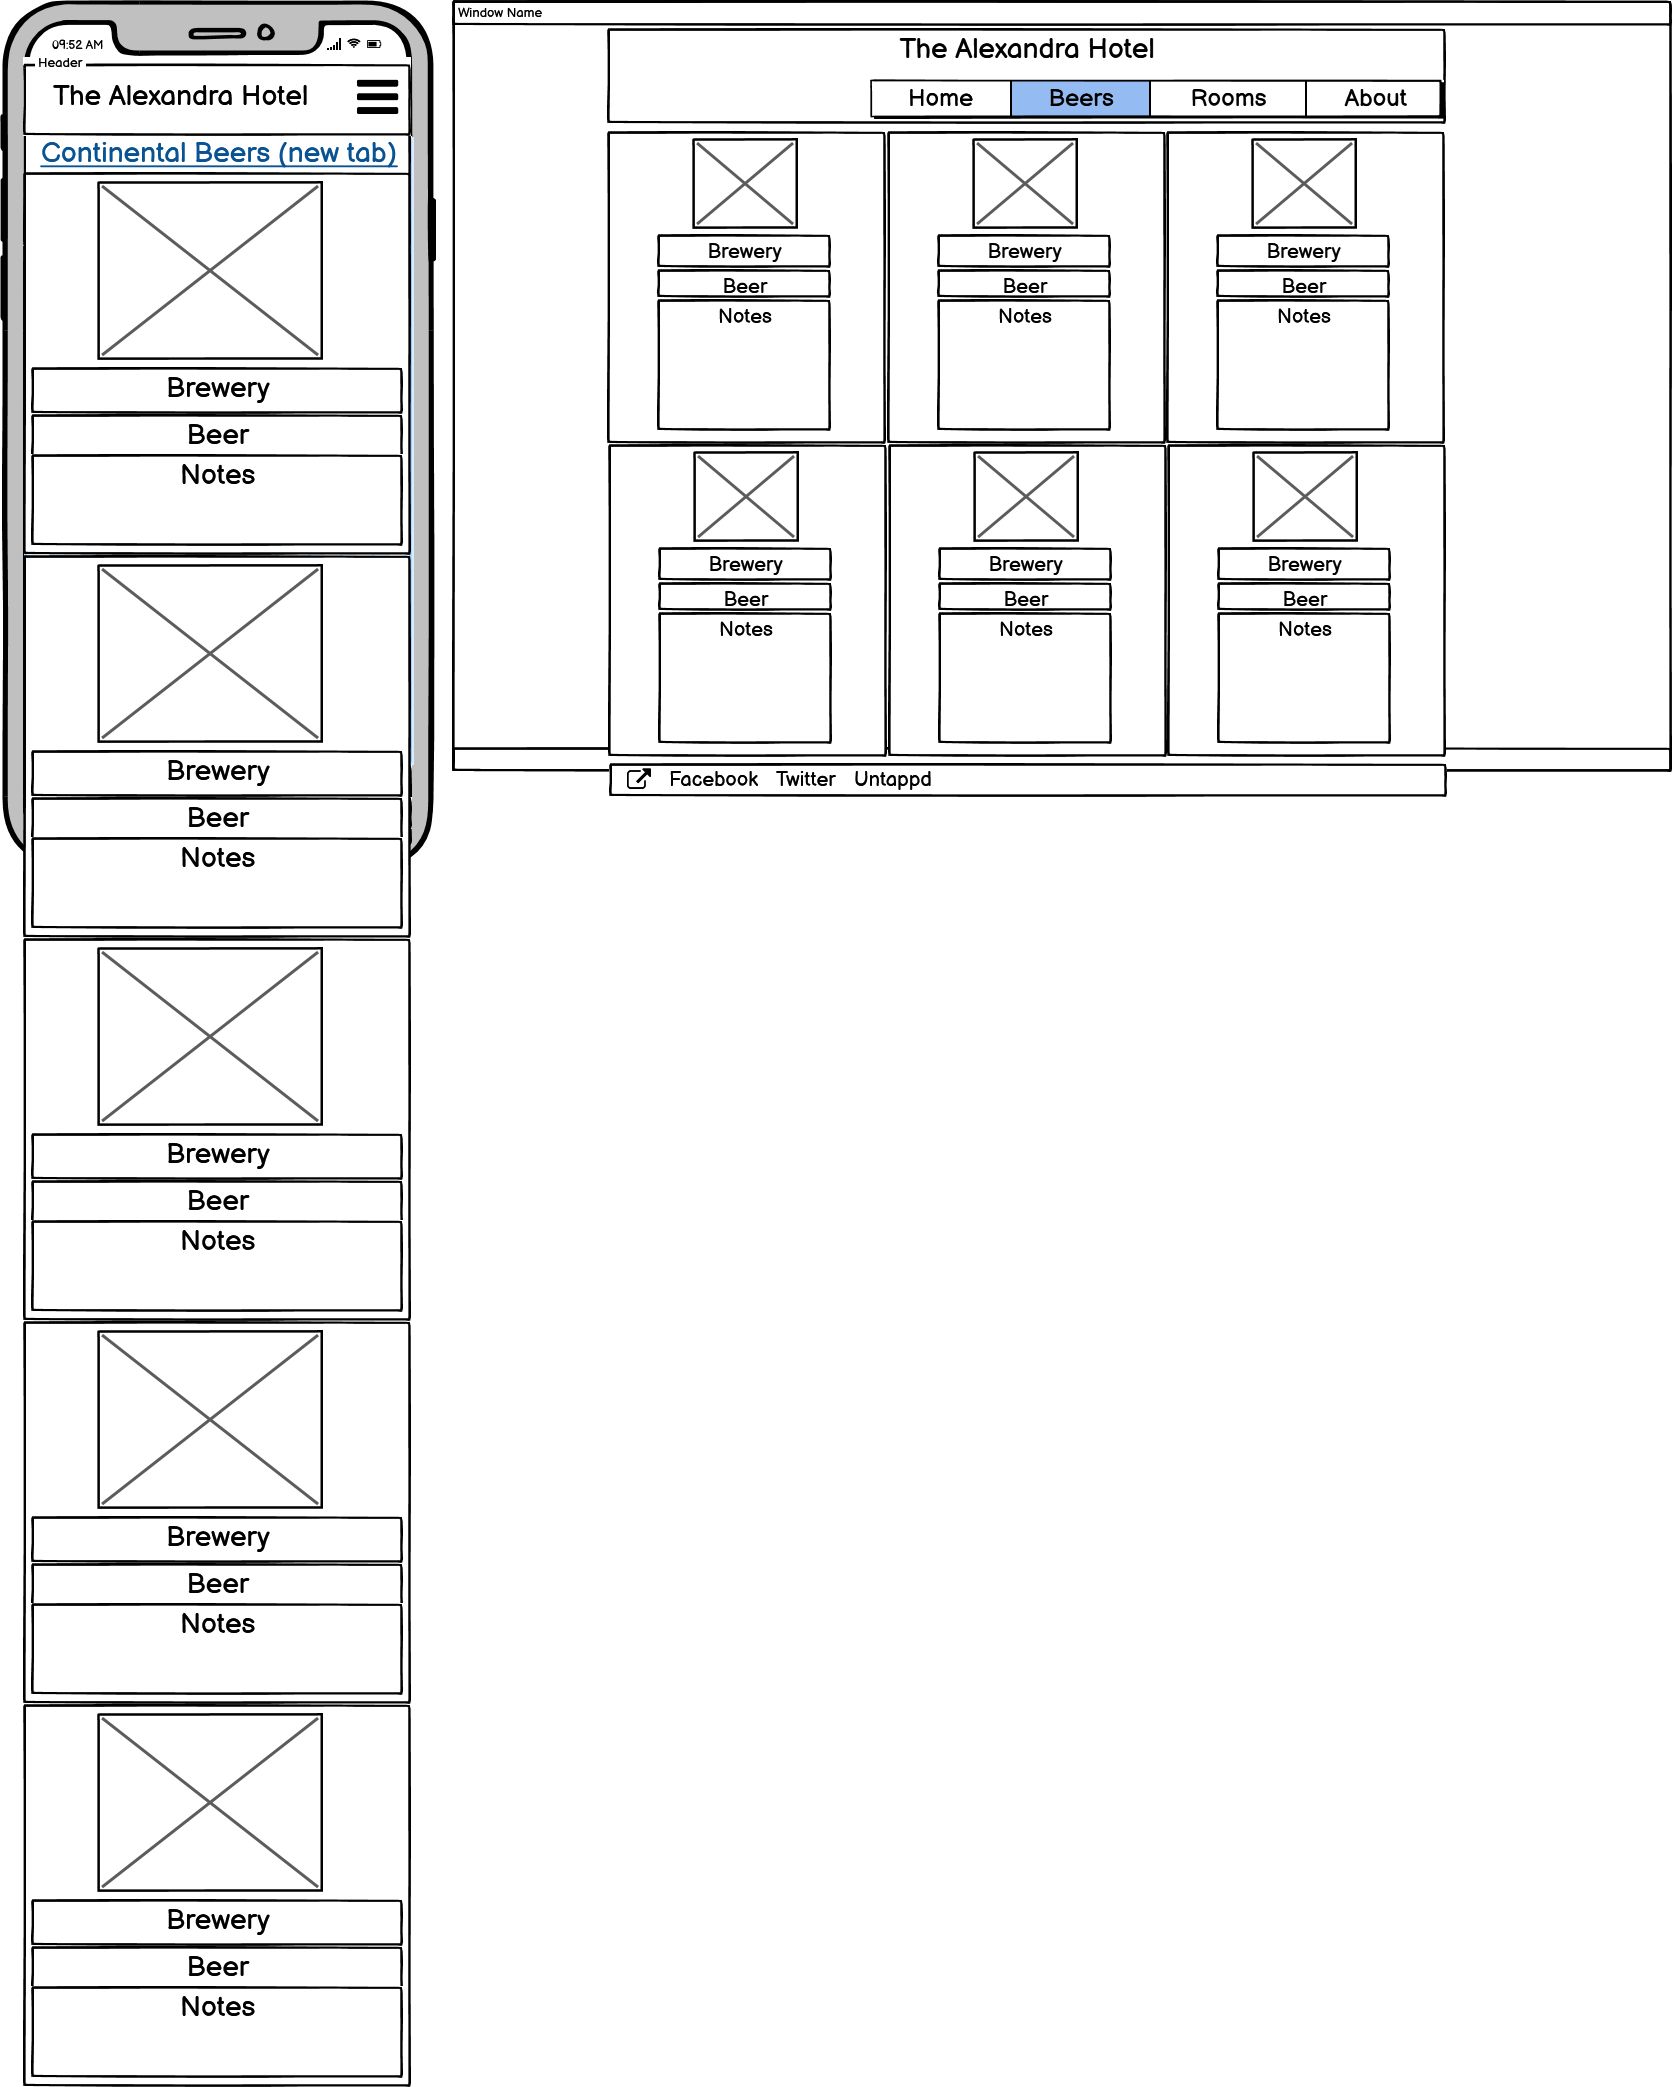 09:52 AM
Header
The Alexandra Hotel
Continental Beers (new tab)
Brewery
Beer
Notes
Brewery
Beer
Notes
Brewery
Beer
Notes
Brewery
Beer
Notes
Brewery
Beer
Notes
Window Name
The Alexandra Hotel
Home Beers Rooms About
Brewery Brewery Brewery
Beer Beer Beer
Notes Notes Notes
Brewery Brewery Brewery
Beer Beer Beer
Notes Notes Notes
Facebook Twitter Untappd